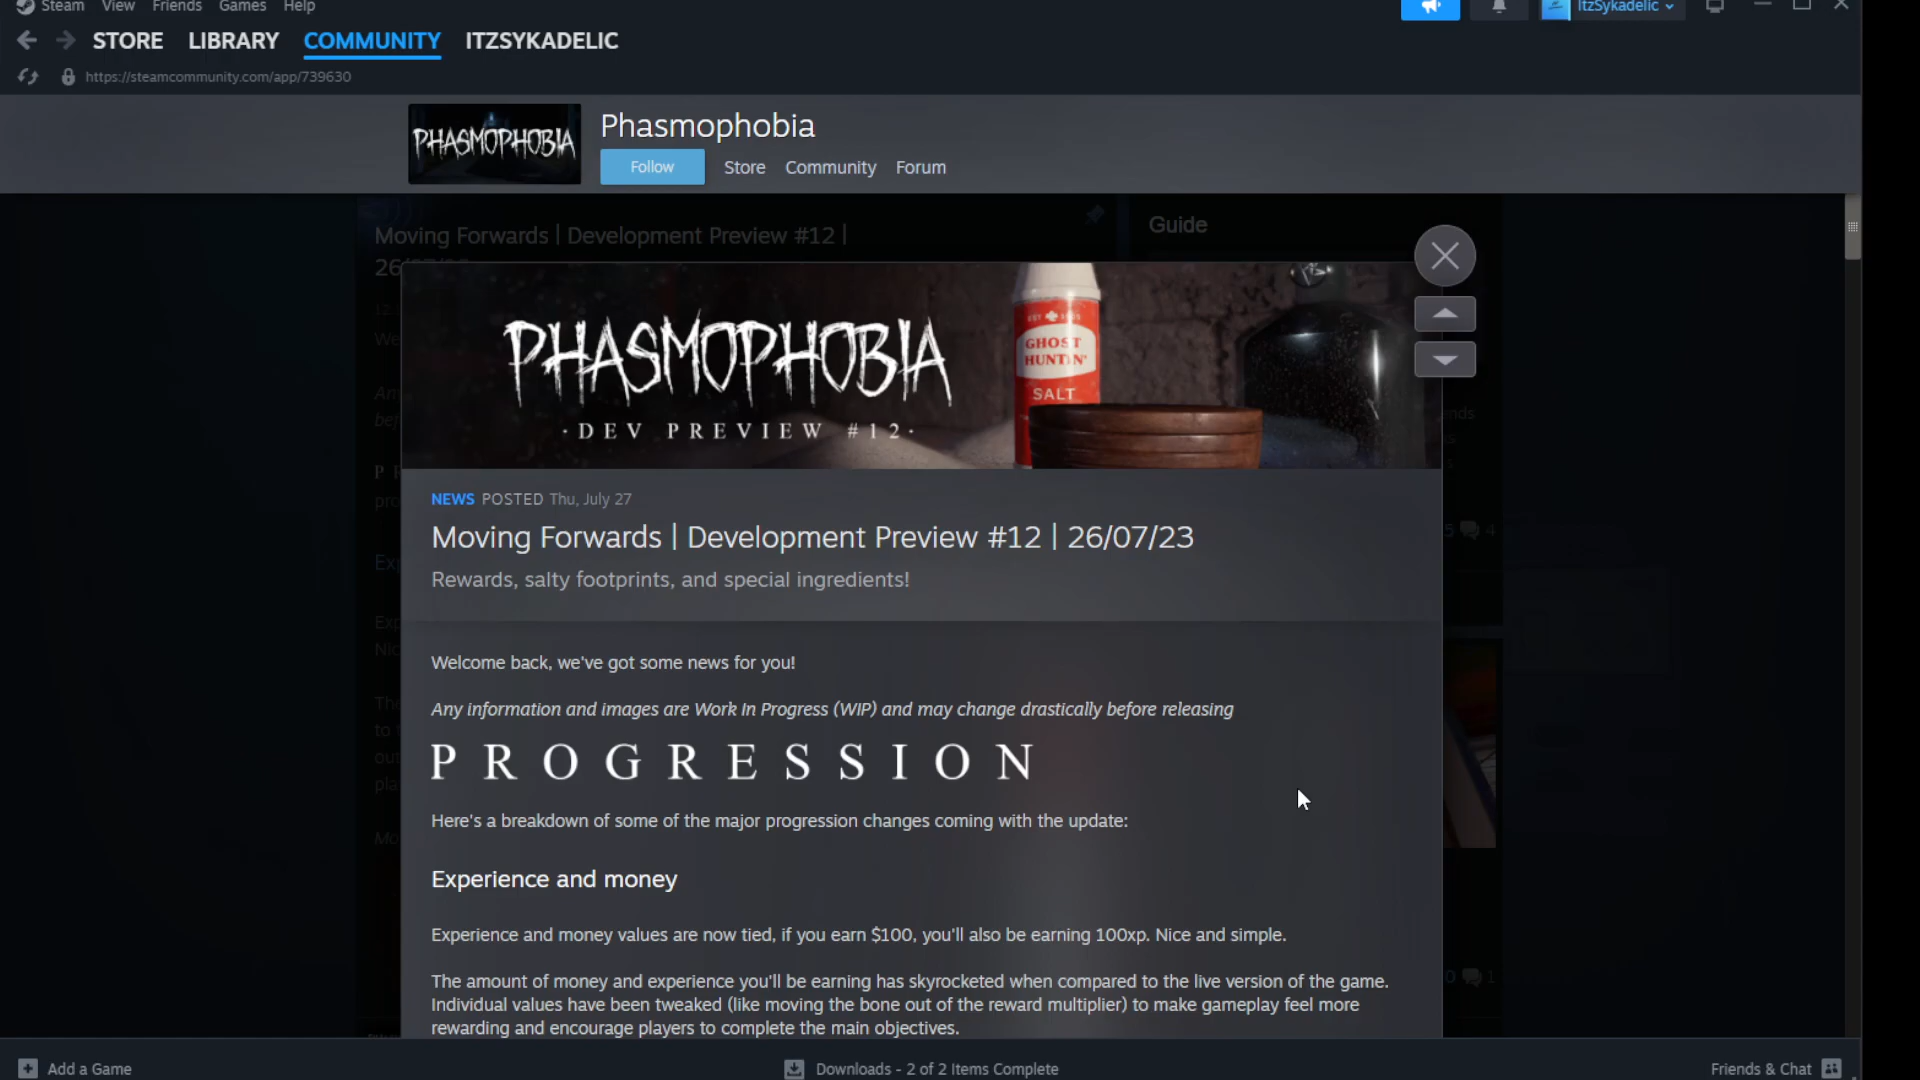 Steam View Friends Games Help
ItzSykadelic
STORE LIBRARY COMMUNITY ITZSYKADELIC
https://steamcommunity.com/app/739630
PHASMOPHOBIA
Phasmophobia
Follow Store Community Forum
Moving Forwards | Development Preview #12 |
Guide
PHASMOPHOBIA
·DEV PREVIEW #12·
GHOST
HUNTIN'
SALT
NEWS POSTED Thu, July 27
Moving Forwards | Development Preview #12 | 26/07/23
Rewards, salty footprints, and special ingredients!
Welcome back, we've got some news for you!
Any information and images are Work In Progress (WIP) and may change drastically before releasing
PROGRESSION
Here's a breakdown of some of the major progression changes coming with the update:
Experience and money
Experience and money values are now tied, if you earn $100, you'll also be earning 100xp. Nice and simple.
The amount of money and experience you'll be earning has skyrocketed when compared to the live version of the game.
Individual values have been tweaked (like moving the bone out of the reward multiplier) to make gameplay feel more
rewarding and encourage players to complete the main objectives.
Add a Game
Downloads - 2 of 2 Items Complete
Friends & Chat